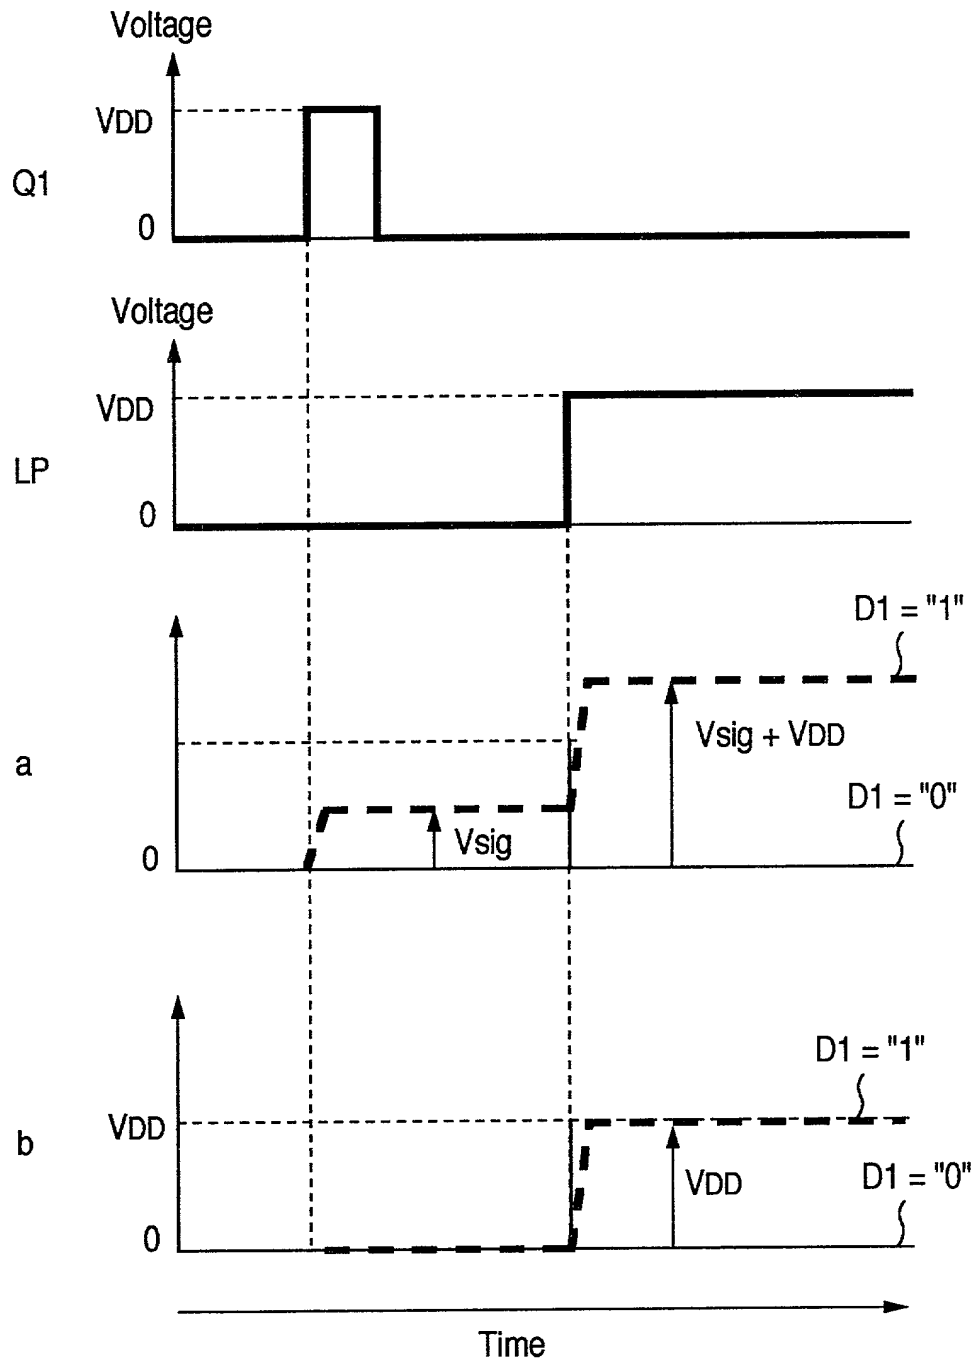 Voltage
VDD
Q1
0
Voltage
VDD
LP
0
D1 = "1"
Vsig + VDD
a
D1 = "0"
Vsig
0
D1 = "1"
VDD
b
VDD
D1 = "0"
0
Time